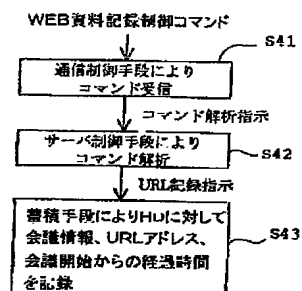 WEB資料記録制御コマンド
S41
通信制御手段により
コマンド受信
コマンド解析指示
サーバ制御手段により
コマンド解析
S42
URL記録指示
蓄積手段によりHDに対して
会議情報、URLアドレス、
会議開始からの経過時間
を記録
S43